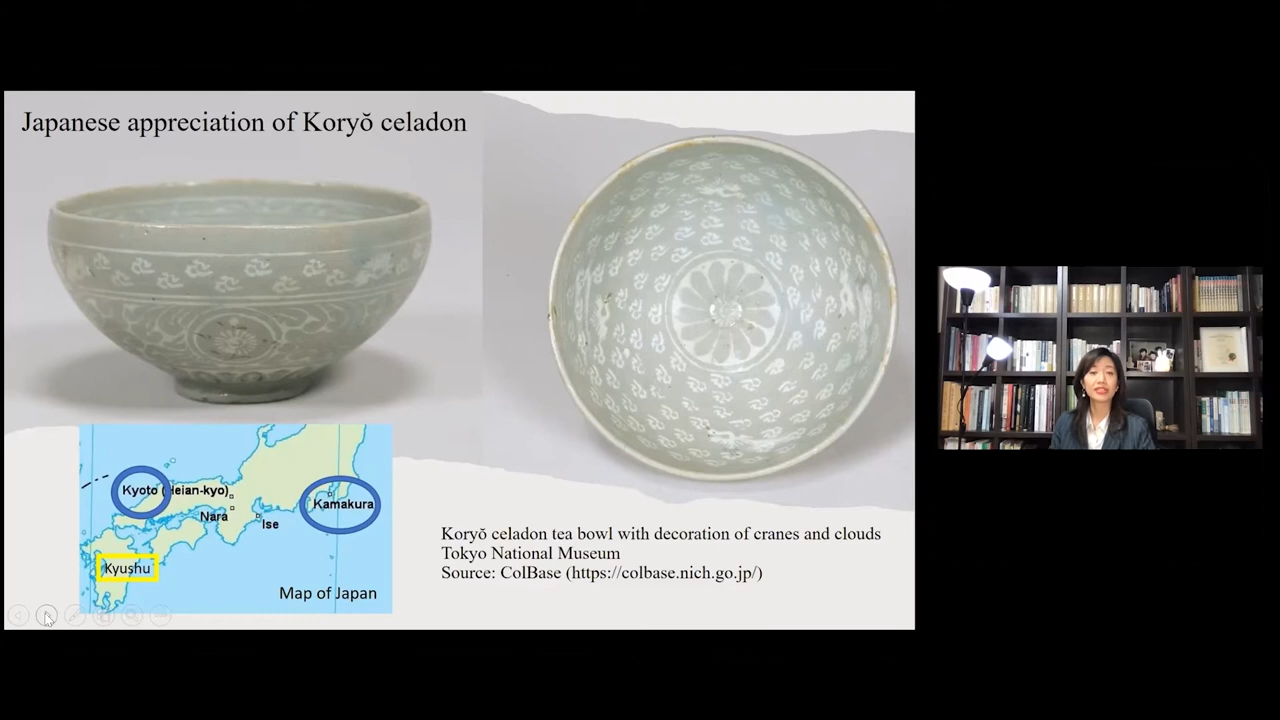 Japanese appreciation of Koryŏ celadon
Kyoto (Heian-kyo)
Nara
Ise
Kamakura
Kyushu
Map of Japan
Koryŏ celadon tea bowl with decoration of cranes and clouds
Tokyo National Museum
Source: ColBase (https://colbase.nich.go.jp/)